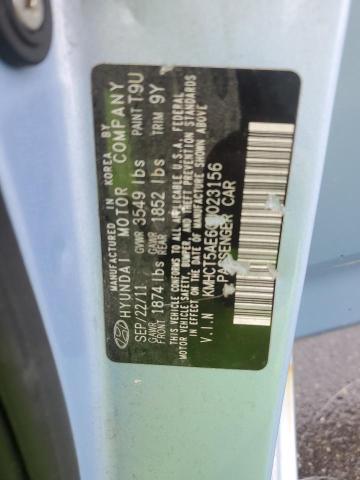 MANUFACTURED IN KOREA BY
HYUNDAI MOTOR COMPANY
SEP/22/11 GVWR 3549 lbs PAINT T9U
GAWR FRONT 1874 lbs GAWR REAR 1852 lbs TRIM 9Y
THIS VEHICLE CONFORMS TO ALL APPLICABLE U.S.A. FEDERAL
MOTOR VEHICLE SAFETY, BUMPER, AND THEFT PREVENTION STANDARDS
IN EFFECT ON THE DATE OF MANUFACTURE SHOWN ABOVE
V.I.N PASSENGER CAR